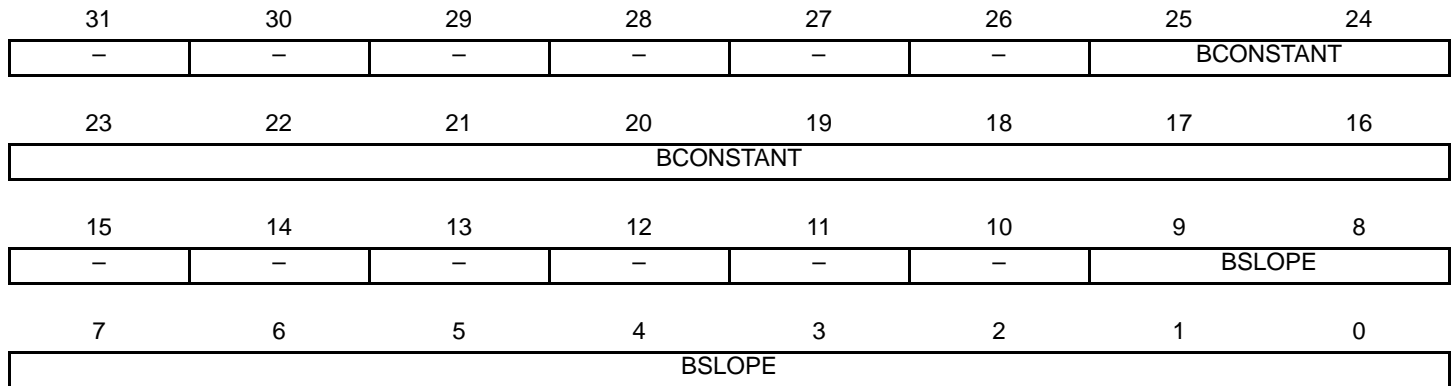 31 30 29 28 27 26 25 24
– – – – – – BCONSTANT
23 22 21 20 19 18 17 16
BCONSTANT
15 14 13 12 11 10 9 8
– – – – – – BSLOPE
7 6 5 4 3 2 1 0
BSLOPE